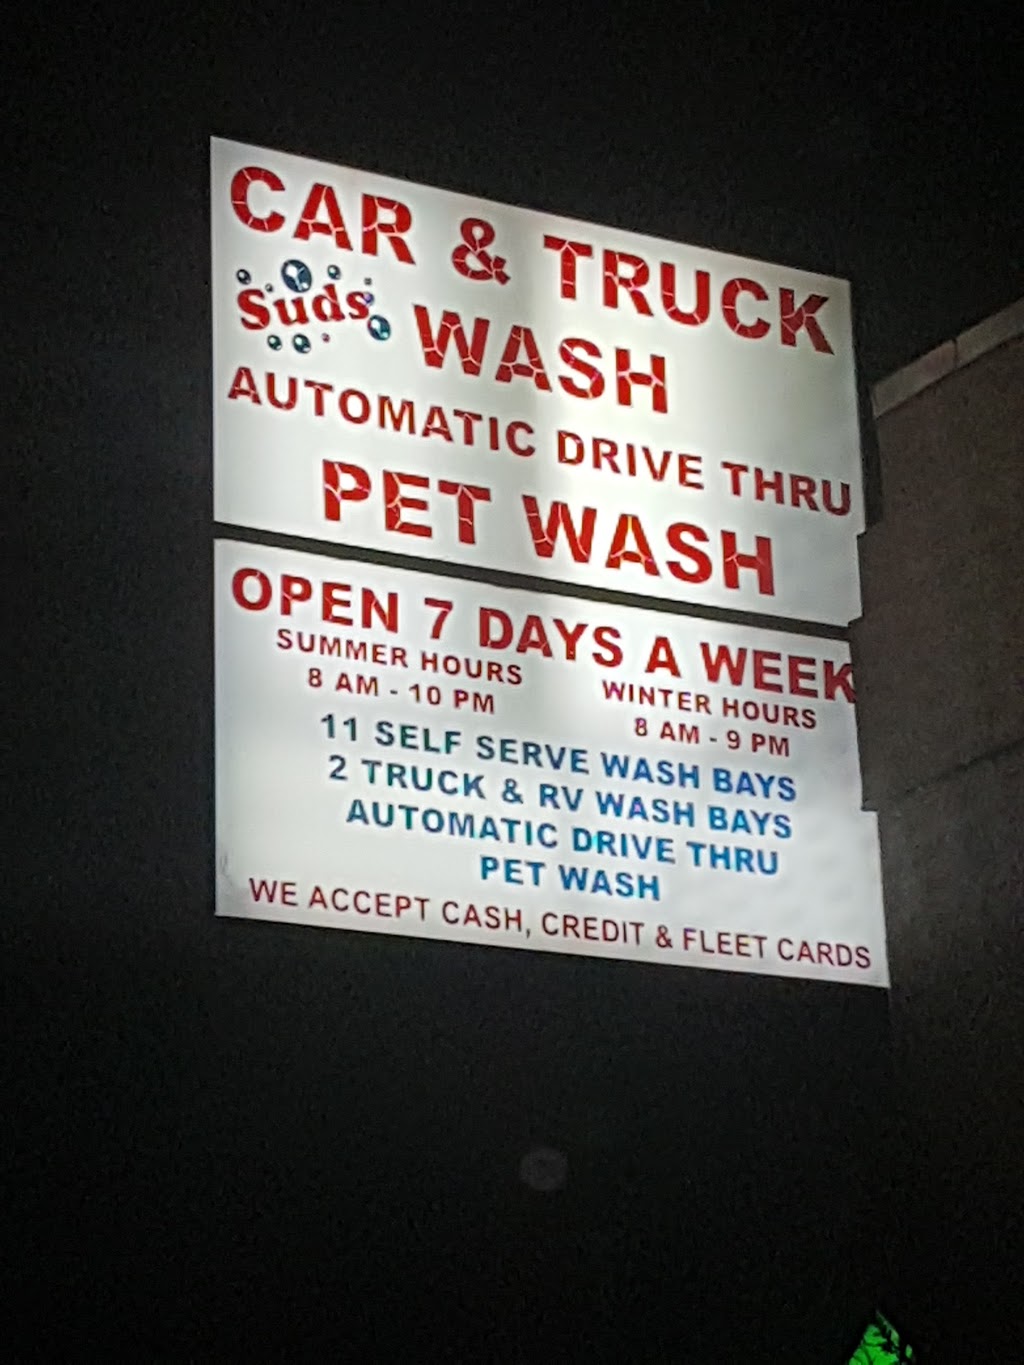 CAR & TRUCK
Suds WASH
AUTOMATIC DRIVE THRU
PET WASH
OPEN 7 DAYS A WEEK
SUMMER HOURS
8 AM - 10 PM
WINTER HOURS
8 AM - 9 PM
11 SELF SERVE WASH BAYS
2 TRUCK & RV WASH BAYS
AUTOMATIC DRIVE THRU
PET WASH
WE ACCEPT CASH, CREDIT & FLEET CARDS